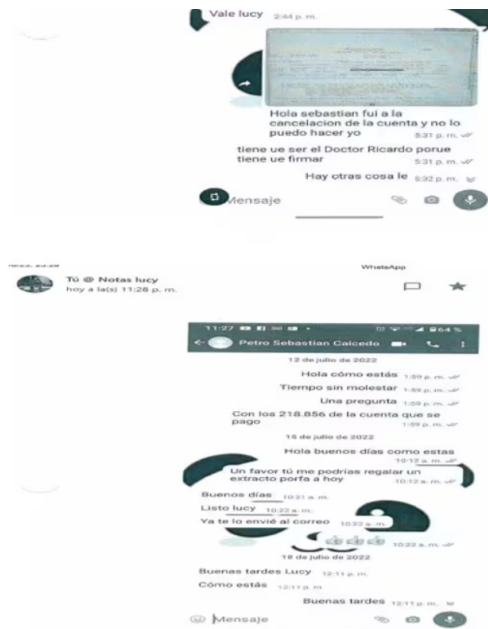 Vale lucy 2:44 p. m.
Hola sebastian fui a la
cancelacion de la cuenta y no lo
puedo hacer yo 5:31 p. m.
tiene ue ser el Doctor Ricardo porue
tiene ue firmar 5:31 p. m.
Hay otras cosa le 5:32 p. m.
Mensaje
WhatsApp
Tú @ Notas lucy
hoy a la(s) 11:28 p. m.
11:27 64 %
Petro Sebastian Caicedo
12 de julio de 2022
Hola cómo estás 1:59 p. m.
Tiempo sin molestar 1:59 p. m.
Una pregunta 1:59 p. m.
Con los 218.856 de la cuenta que se
pago 1:59 p. m.
15 de julio de 2022
Hola buenos días como estas
10:12 a. m.
Un favor tú me podrías regalar un
extracto porfa a hoy 10:12 a. m.
Buenos días 10:21 a. m.
Listo lucy 10:22 a. m.
Ya te lo envié al correo 10:22 a. m.
10:22 a. m.
18 de julio de 2022
Buenas tardes Lucy 12:11 p. m.
Cómo estás 12:11 p. m.
Buenas tardes 12:11 p. m.
Mensaje